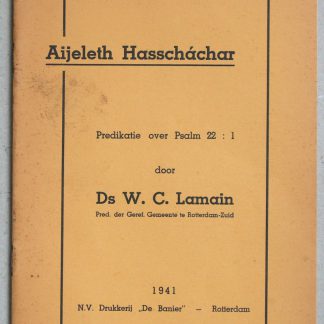 Aijeleth Hasscháchar
Predikatie over Psalm 22 : 1
door
Ds W. C. Lamain
Pred. der Geref. Gemeente te Rotterdam-Zuid
1941
N.V. Drukkerij „De Banier” – Rotterdam